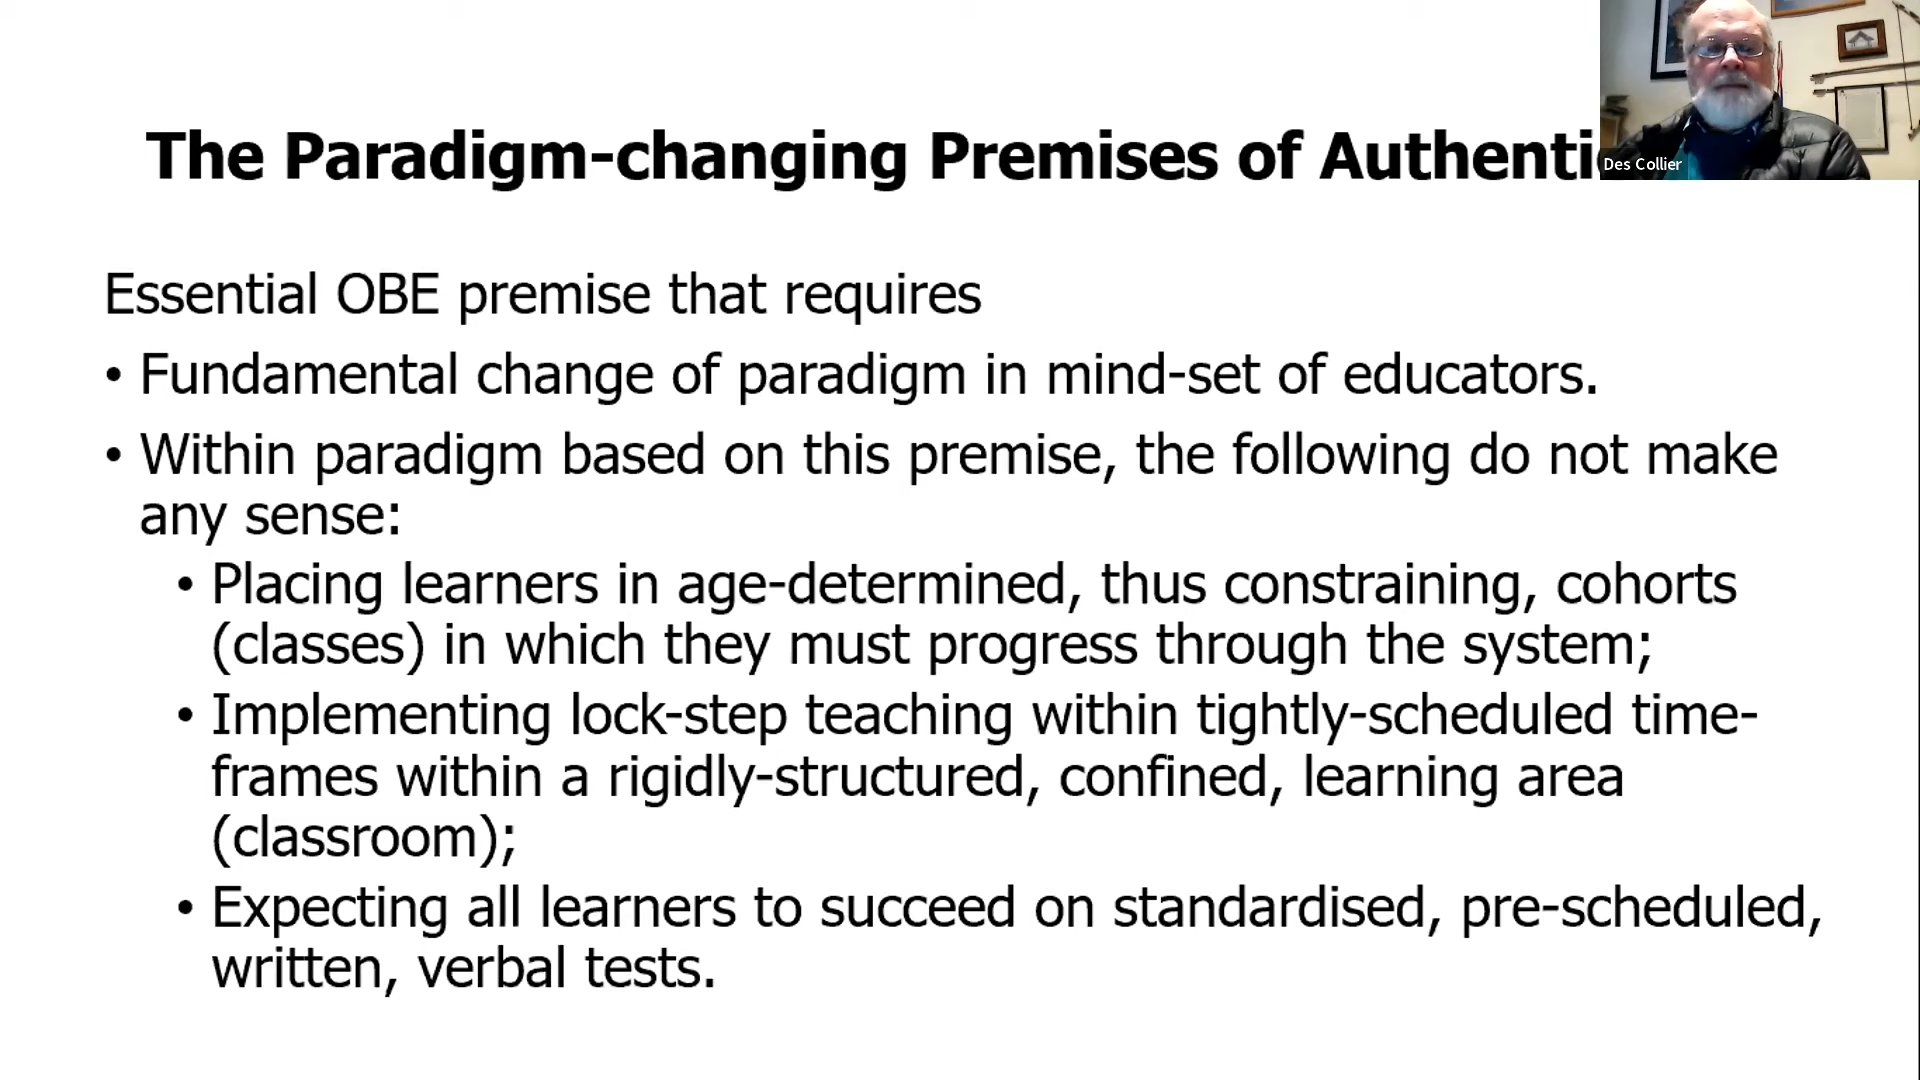 The Paradigm-changing Premises of Authenti
Des Collier
Essential OBE premise that requires
• Fundamental change of paradigm in mind-set of educators.
• Within paradigm based on this premise, the following do not make
any sense:
• Placing learners in age-determined, thus constraining, cohorts
(classes) in which they must progress through the system;
• Implementing lock-step teaching within tightly-scheduled time-
frames within a rigidly-structured, confined, learning area
(classroom);
• Expecting all learners to succeed on standardised, pre-scheduled,
written, verbal tests.